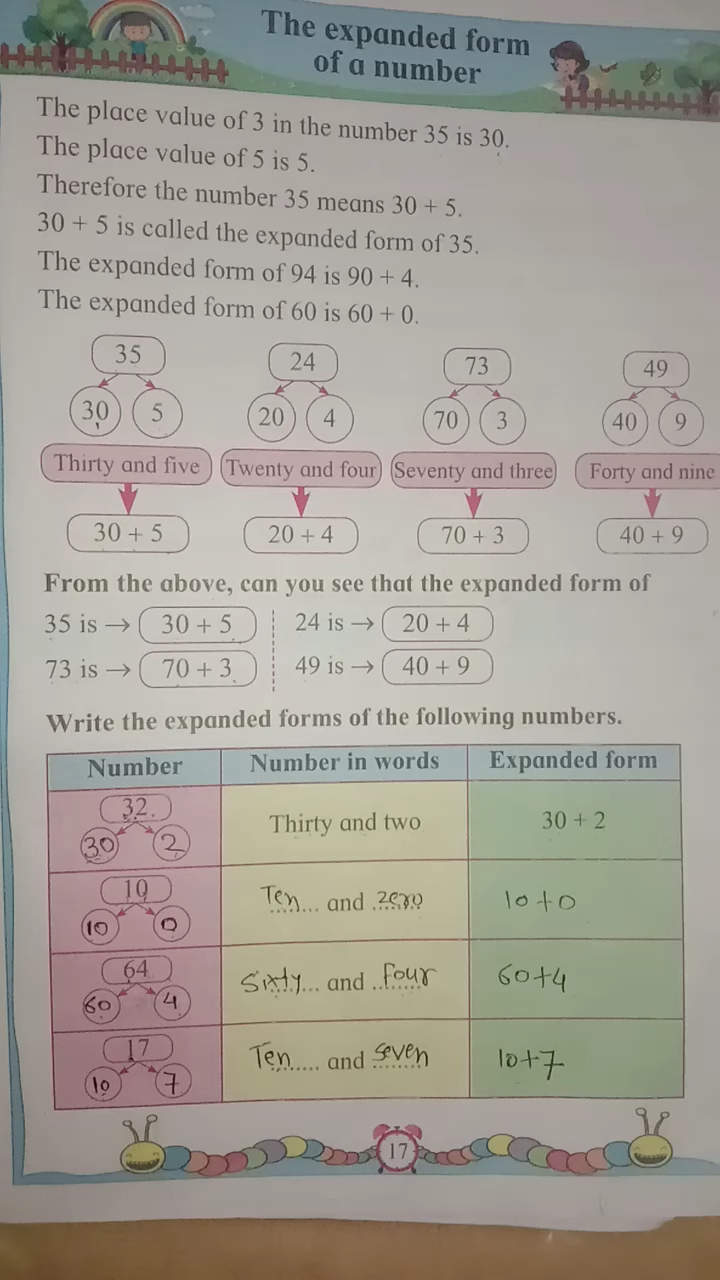 The expanded form
of a number
The place value of 3 in the number 35 is 30.
The place value of 5 is 5.
Therefore the number 35 means 30 + 5.
30 + 5 is called the expanded form of 35.
The expanded form of 94 is 90 + 4.
The expanded form of 60 is 60 + 0.
35 24 73 49
30 5 20 4 70 3 40 9
Thirty and five Twenty and four Seventy and three Forty and nine
30 + 5 20 + 4 70 + 3 40 + 9
From the above, can you see that the expanded form of
35 is → 30 + 5 24 is → 20 + 4
73 is → 70 + 3 49 is → 40 + 9
Write the expanded forms of the following numbers.
Number Number in words Expanded form
32
30 2 Thirty and two 30 + 2
10
10 0 Ten... and zero 10+0
64
60 4 Sixty... and ..four 60+4
17
10 7 Ten..... and seven 10+7
17